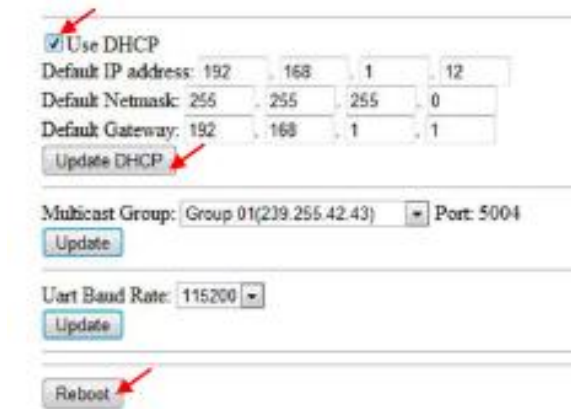 Use DHCP
Default IP address: 192 . 168 . 1 . 12
Default Netmask: 255 . 255 . 255 . 0
Default Gateway: 192 . 168 . 1 . 1
Update DHCP
Multicast Group: Group 01(239.255.42.43) Port: 5004
Update
Uart Baud Rate: 115200
Update
Reboot